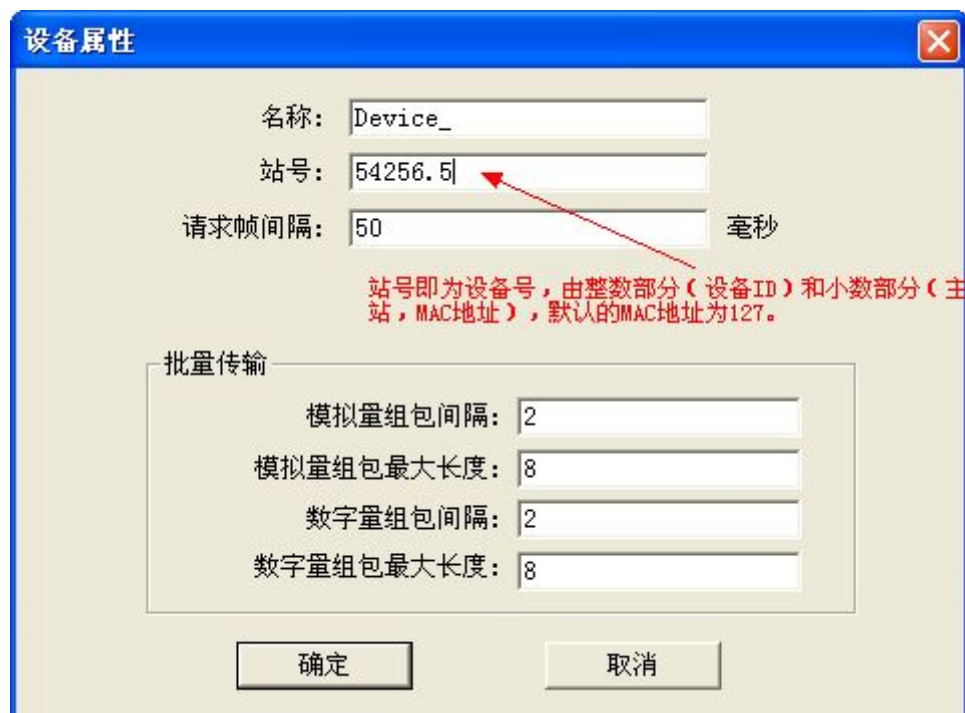 设备属性
名称： Device_
站号： 54256.5
请求帧间隔： 50 毫秒
站号即为设备号，由整数部分（设备ID）和小数部分（主
站，MAC地址），默认的MAC地址为127。
批量传输
模拟量组包间隔： 2
模拟量组包最大长度： 8
数字量组包间隔： 2
数字量组包最大长度： 8
确定 取消